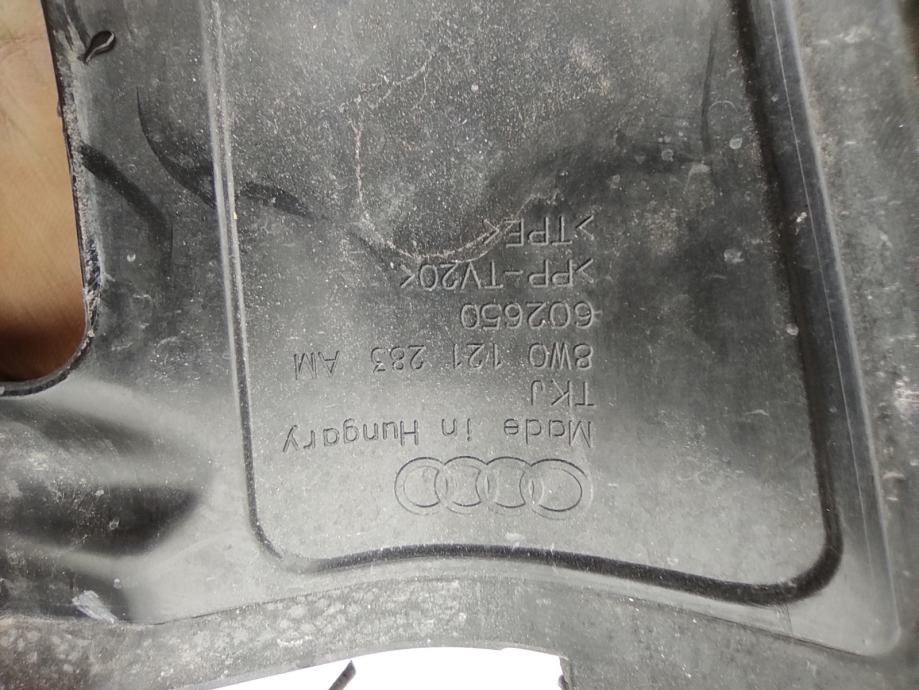 Made in Hungary
TKJ
8W0 121 283 AM
602650
>PP-TV20<
>TPE<